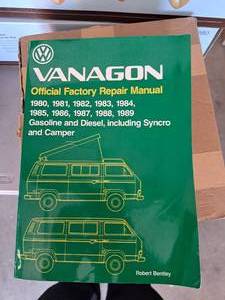 VANAGON
Official Factory Repair Manual
1980, 1981, 1982, 1983, 1984,
1985, 1986, 1987, 1988, 1989
Gasoline and Diesel, including Syncro
and Camper
Robert Bentley